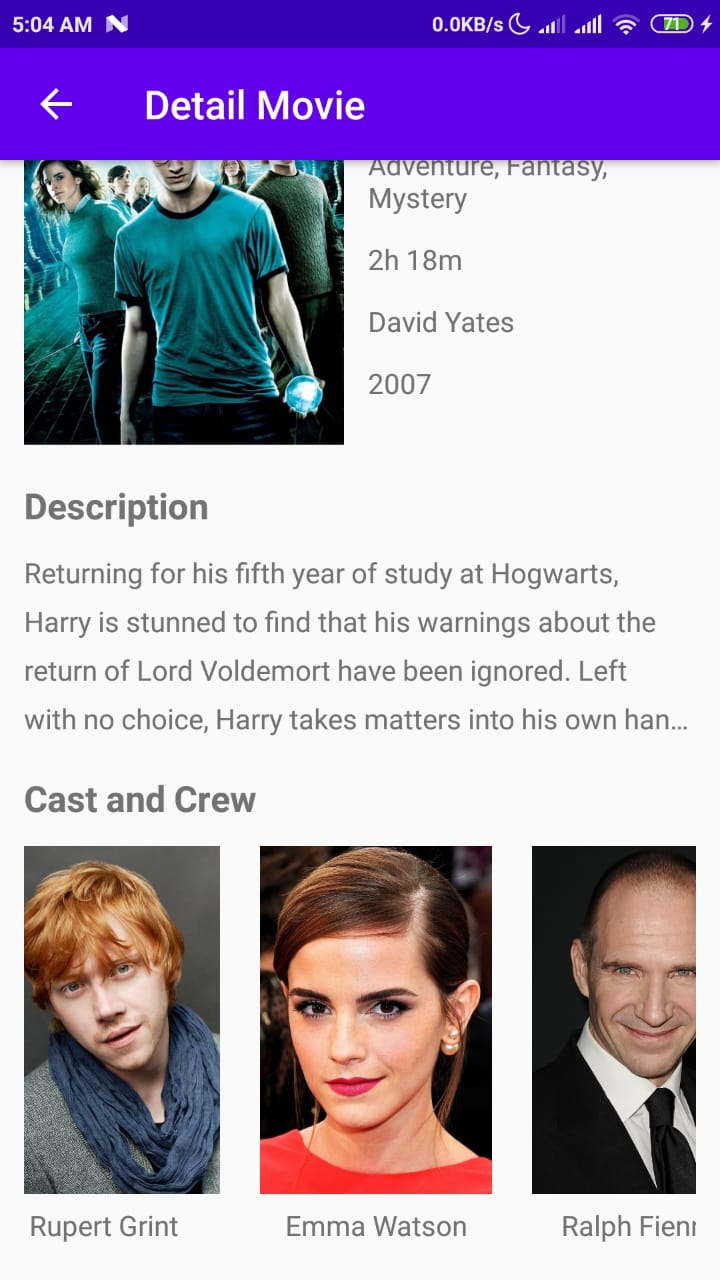 5:04 AM 0.0KB/s 71
Detail Movie
Adventure, Fantasy,
Mystery
2h 18m
David Yates
2007
Description
Returning for his fifth year of study at Hogwarts,
Harry is stunned to find that his warnings about the
return of Lord Voldemort have been ignored. Left
with no choice, Harry takes matters into his own han…
Cast and Crew
Rupert Grint
Emma Watson
Ralph Fien